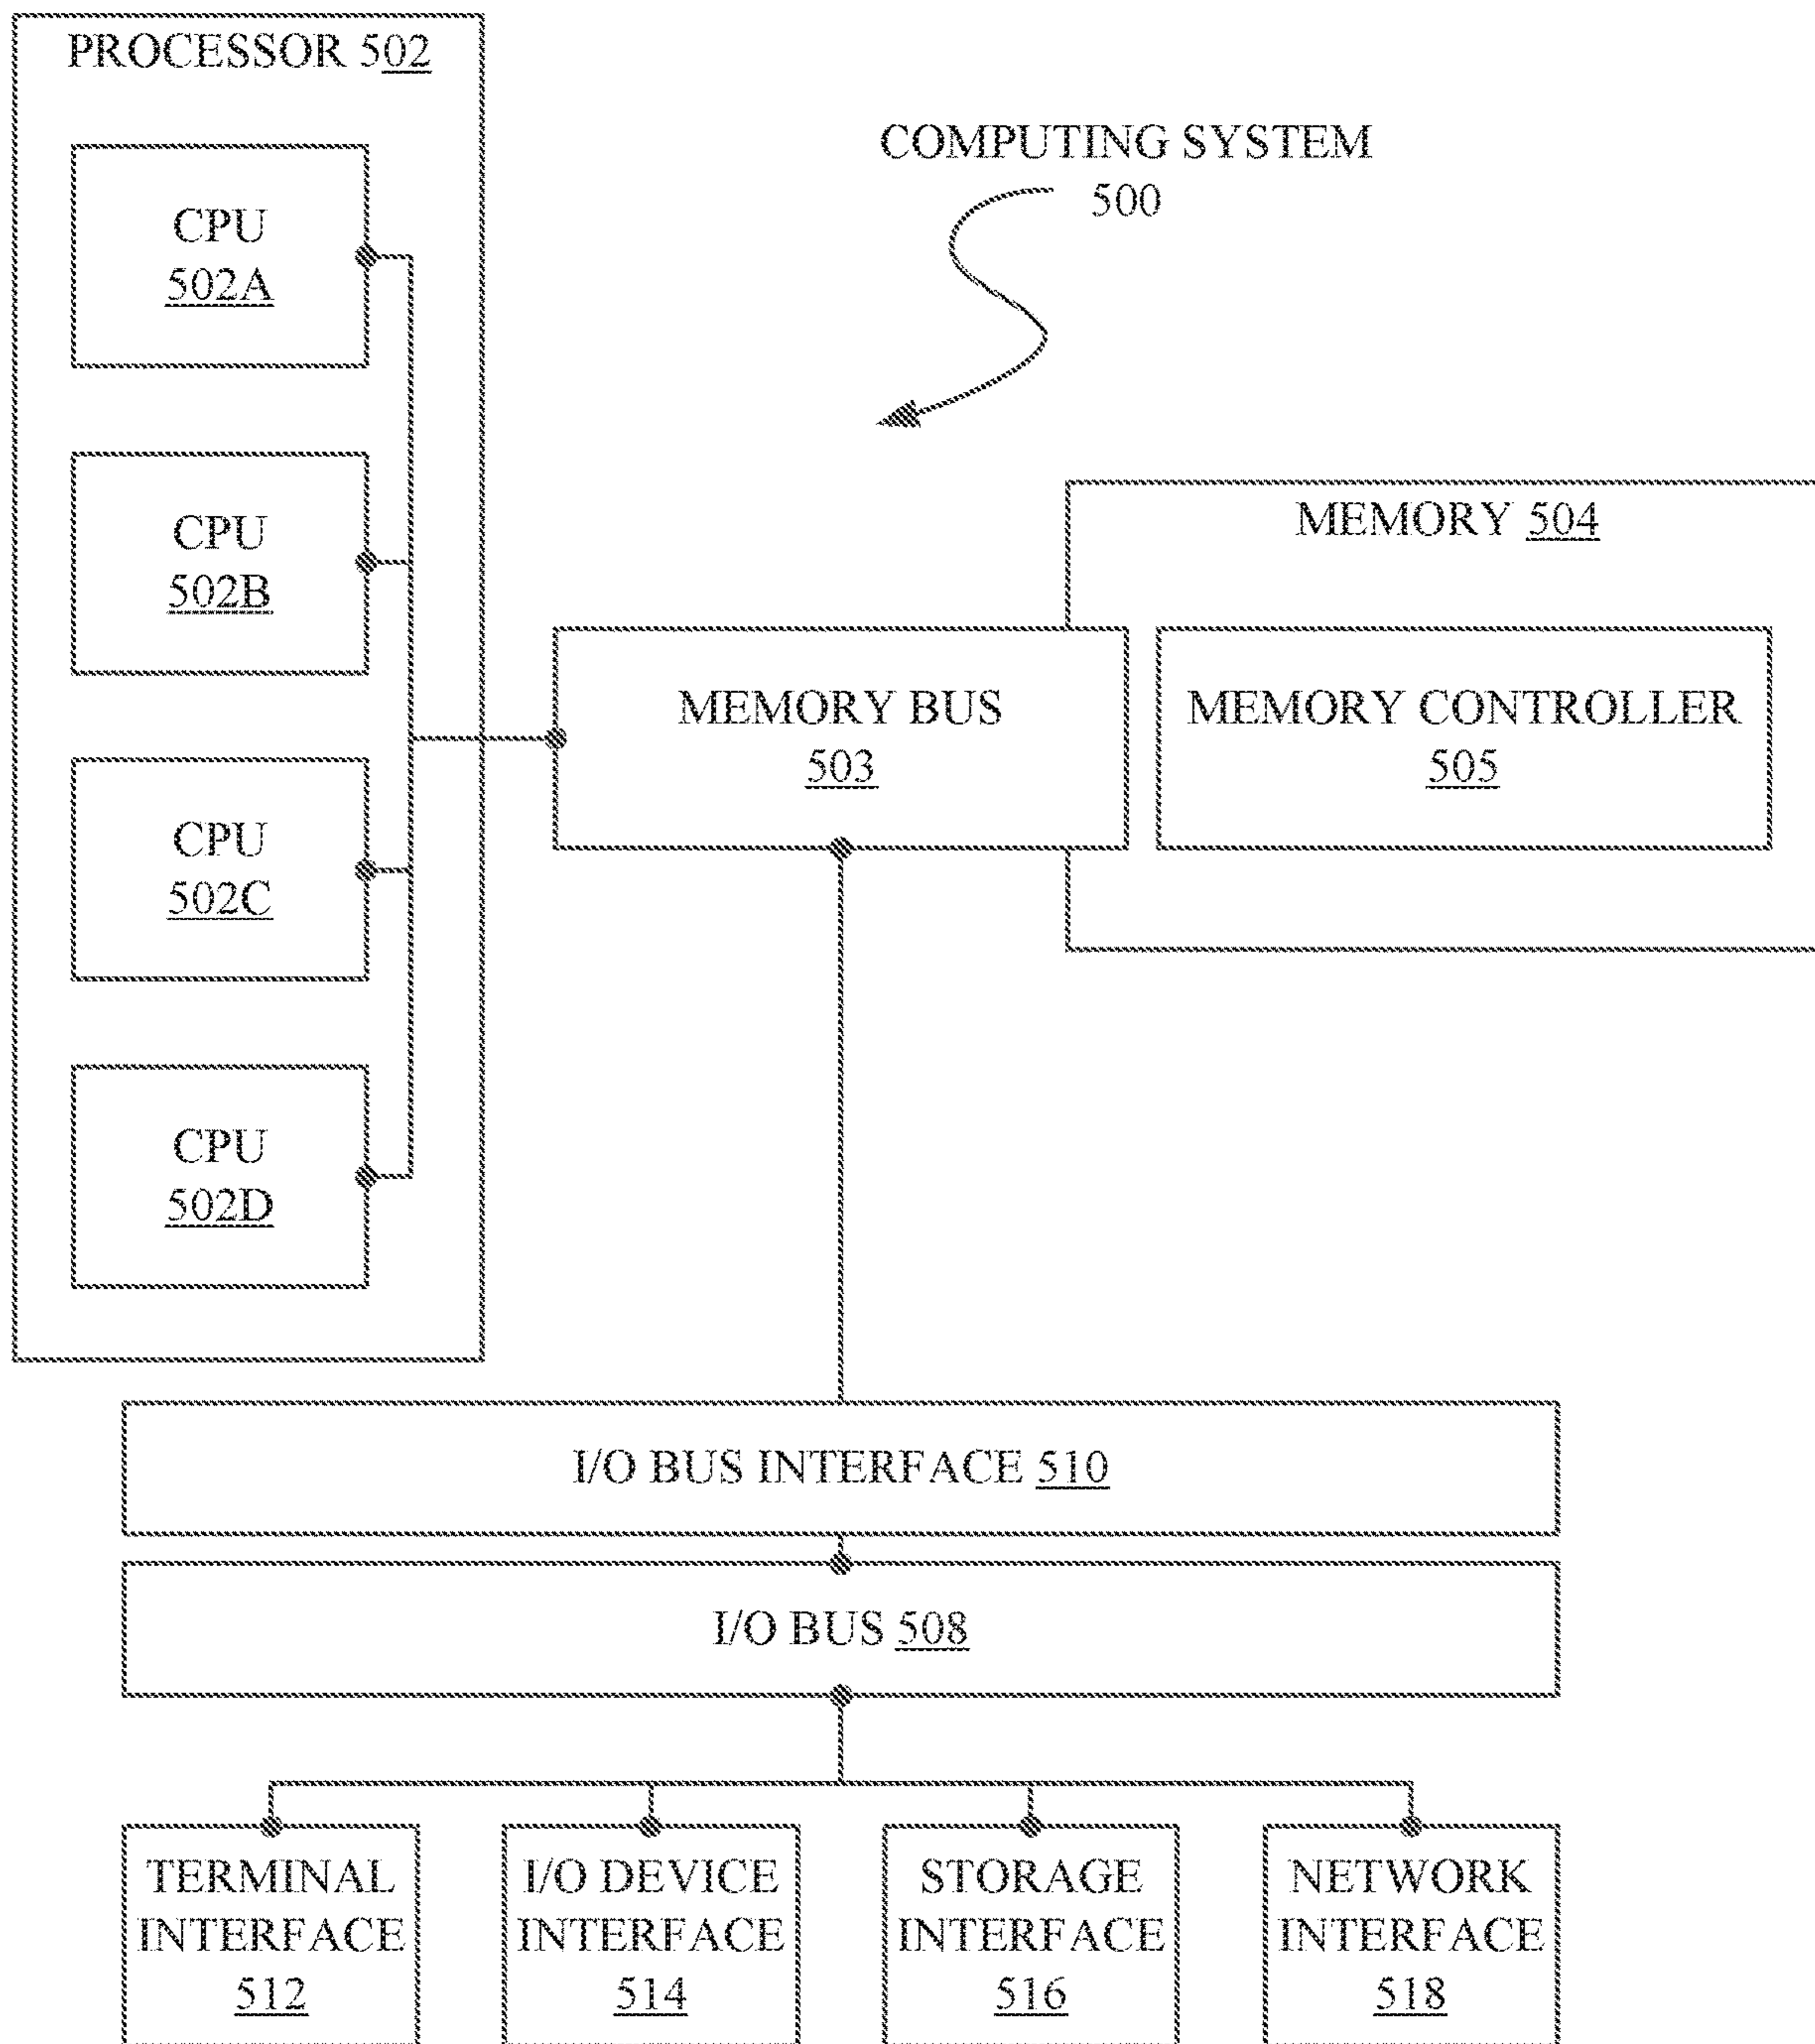 PROCESSOR 502
CPU
502A
CPU
502B
CPU
502C
CPU
502D
COMPUTING SYSTEM
500
MEMORY 504
MEMORY BUS
503
MEMORY CONTROLLER
505
I/O BUS INTERFACE 510
I/O BUS 508
TERMINAL
INTERFACE
512
I/O DEVICE
INTERFACE
514
STORAGE
INTERFACE
516
NETWORK
INTERFACE
518